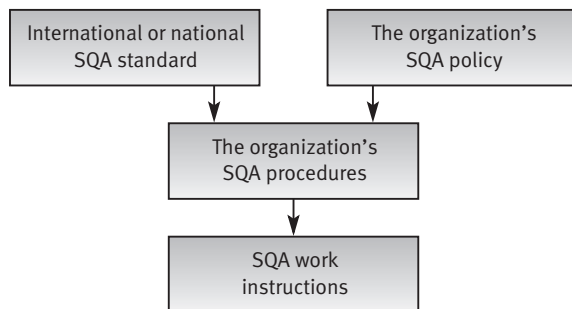 International or national
SQA standard
The organization’s
SQA policy
The organization’s
SQA procedures
SQA work
instructions